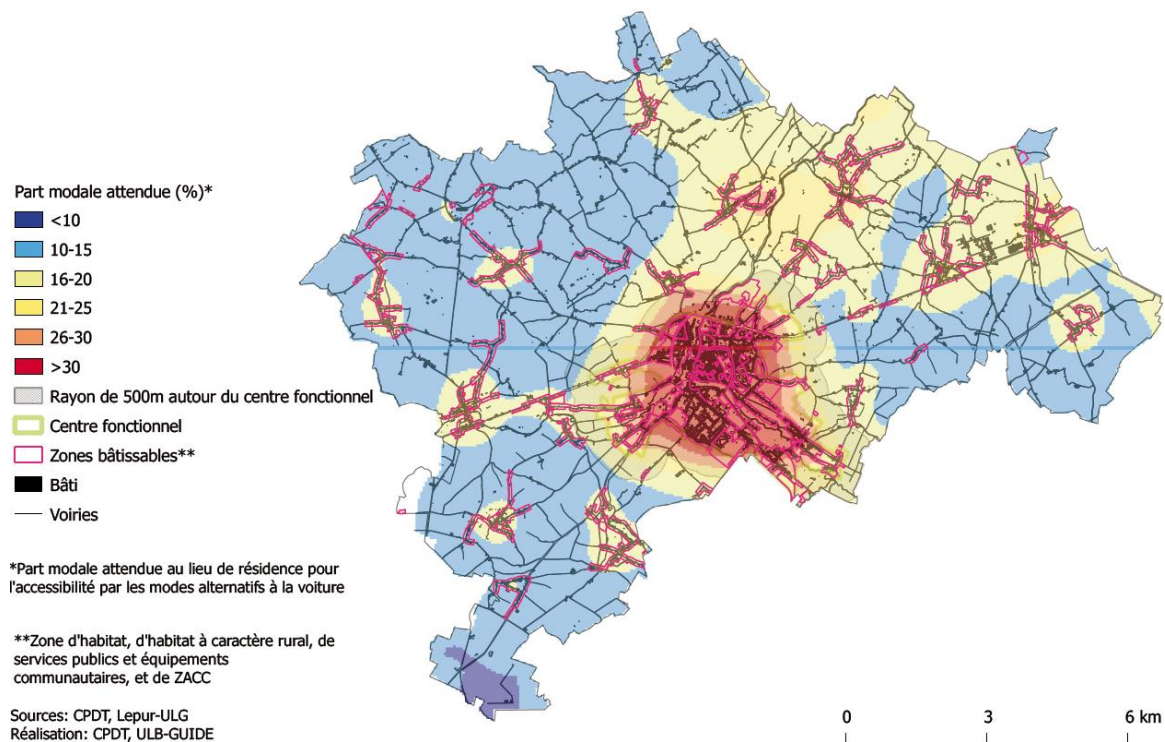 Part modale attendue (%)*
<10
10-15
16-20
21-25
26-30
>30
Rayon de 500m autour du centre fonctionnel
Centre fonctionnel
Zones bâtissables**
Bâti
Voiries
*Part modale attendue au lieu de résidence pour
l'accessibilité par les modes alternatifs à la voiture
**Zone d'habitat, d'habitat à caractère rural, de
services publics et équipements
communautaires, et de ZACC
Sources: CPDT, Lepur-ULG
Réalisation: CPDT, ULB-GUIDE
0 3 6 km